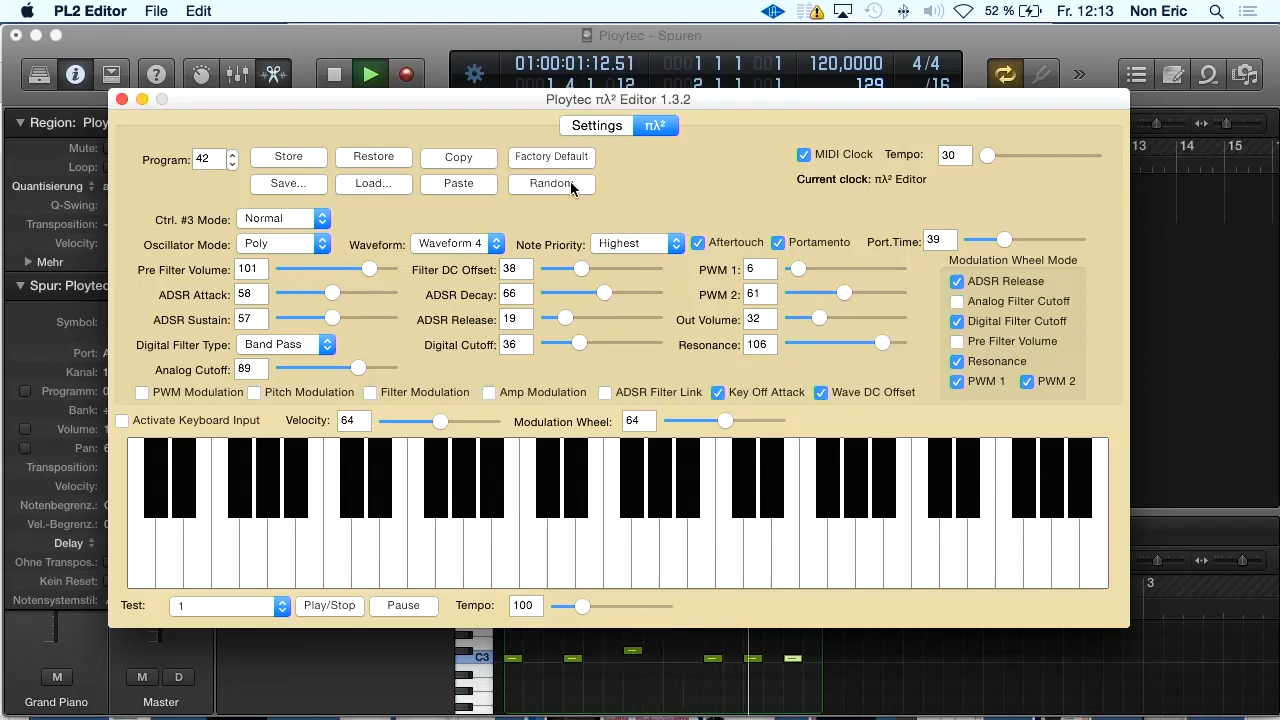 PL2 Editor File Edit 52 % Fr. 12:13 Non Eric
Ploytec - Spuren
01:00:01:12.51 0001 1 1 001 120,0000 4/4
1 4 1 12 129 /16
Ploytec πλ² Editor 1.3.2
Region: Ploy
Settings πλ²
Mute:
Loop:
Quantisierung
Q-Swing:
Transposition
Velocity:
Mehr
Spur: Ploytec
13 14 15
Program: 42 Store Restore Copy Factory Default
Save... Load... Paste Random
MIDI Clock Tempo: 30
Current clock: πλ² Editor
Ctrl. #3 Mode: Normal
Oscillator Mode: Poly Waveform: Waveform 4 Note Priority: Highest Aftertouch Portamento Port.Time: 39
Pre Filter Volume: 101 Filter DC Offset: 38 PWM 1: 6
ADSR Attack: 58 ADSR Decay: 66 PWM 2: 61
ADSR Sustain: 57 ADSR Release: 19 Out Volume: 32
Digital Filter Type: Band Pass Digital Cutoff: 36 Resonance: 106
Analog Cutoff: 89
Modulation Wheel Mode
ADSR Release
Analog Filter Cutoff
Digital Filter Cutoff
Pre Filter Volume
Resonance
PWM 1 PWM 2
PWM Modulation Pitch Modulation Filter Modulation Amp Modulation ADSR Filter Link Key Off Attack Wave DC Offset
Activate Keyboard Input Velocity: 64 Modulation Wheel: 64
Symbol:
Port:
Kanal: 1
Programm: 0
Bank:
Volume: 1
Pan: 6
Transposition:
Velocity:
Notenbegrenz.:
Vel.-Begrenz.: 0
Delay
Ohne Transpos.:
Kein Reset:
Notensystemstil:
Test: 1 Play/Stop Pause Tempo: 100
3
C3
M M D
Grand Piano Master